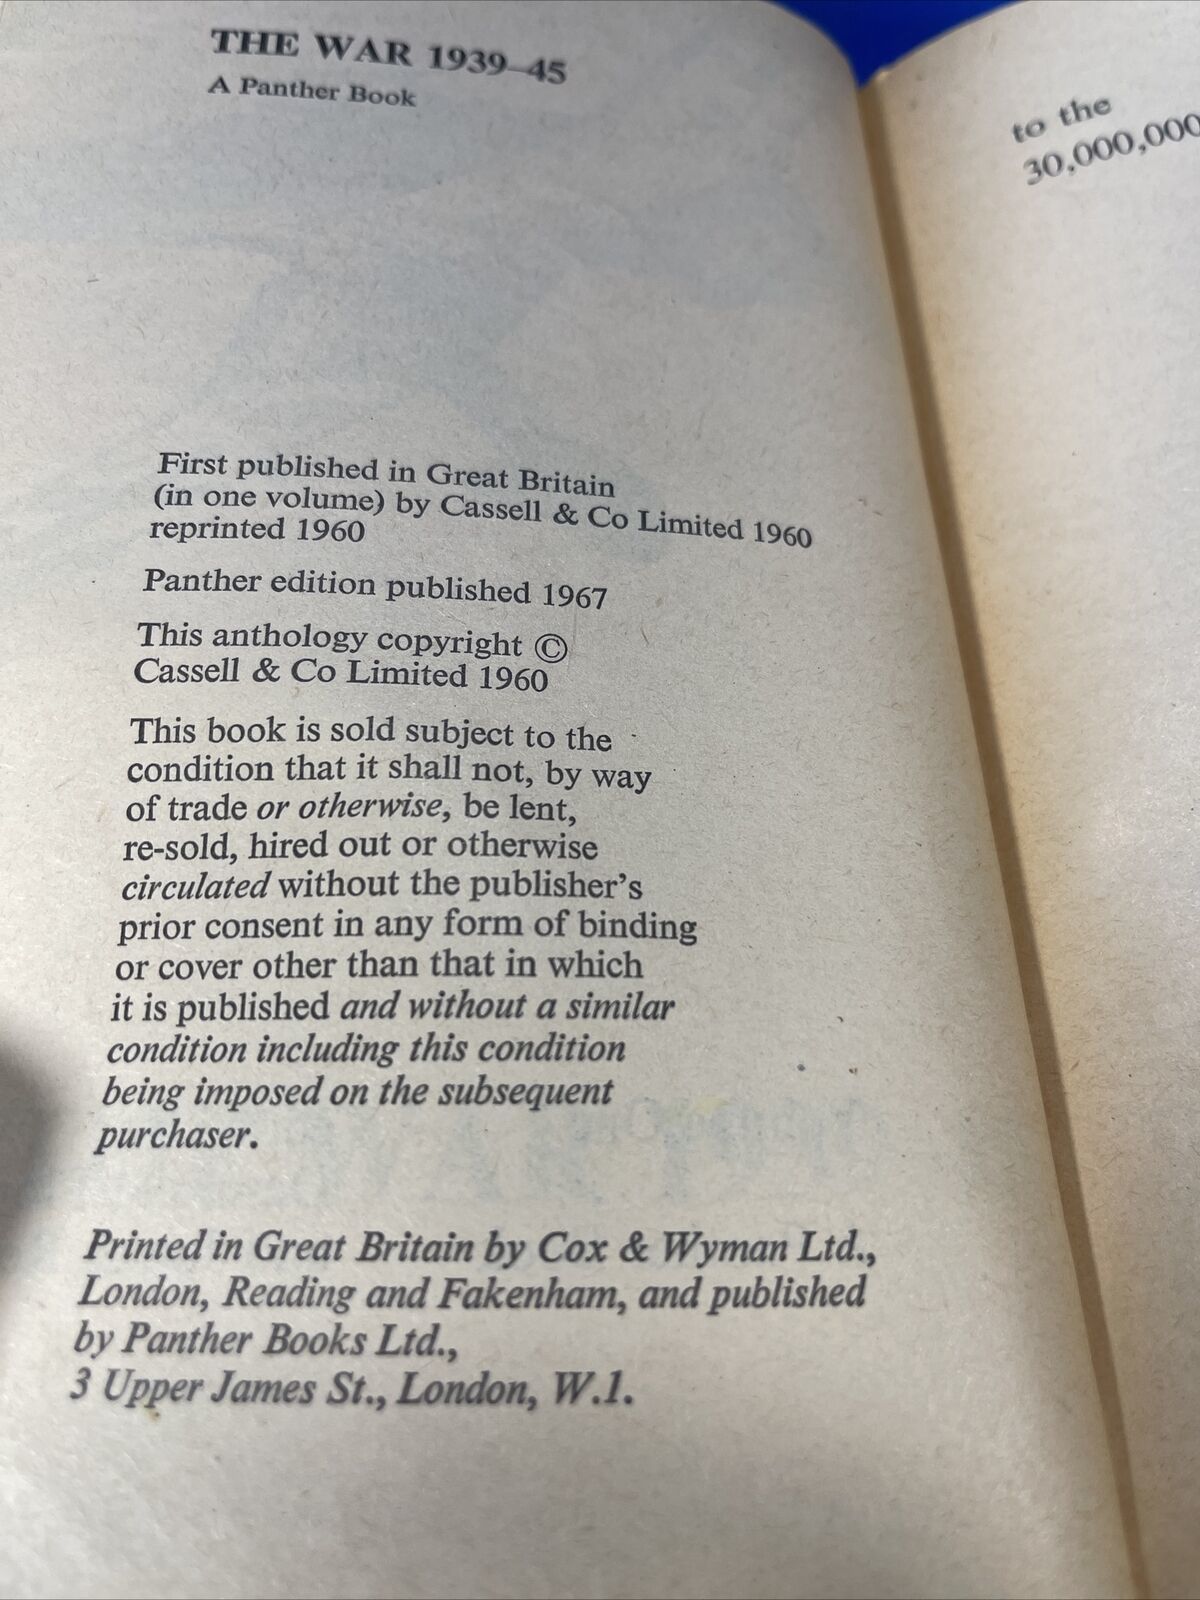 THE WAR 1939–45
A Panther Book
First published in Great Britain
(in one volume) by Cassell & Co Limited 1960
reprinted 1960
Panther edition published 1967
This anthology copyright ©
Cassell & Co Limited 1960
This book is sold subject to the
condition that it shall not, by way
of trade or otherwise, be lent,
re-sold, hired out or otherwise
circulated without the publisher's
prior consent in any form of binding
or cover other than that in which
it is published and without a similar
condition including this condition
being imposed on the subsequent
purchaser.
Printed in Great Britain by Cox & Wyman Ltd.,
London, Reading and Fakenham, and published
by Panther Books Ltd.,
3 Upper James St., London, W.1.
to the
30,000,000